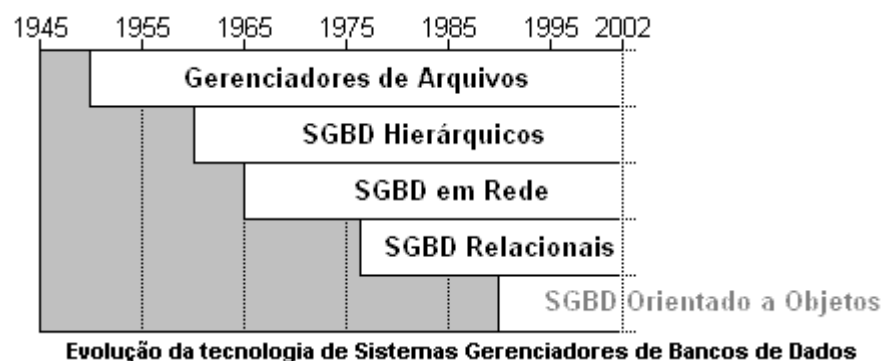 1945 1955 1965 1975 1985 1995 2002
Gerenciadores de Arquivos
SGBD Hierárquicos
SGBD em Rede
SGBD Relacionais
SGBD Orientado a Objetos
Evolução da tecnologia de Sistemas Gerenciadores de Bancos de Dados